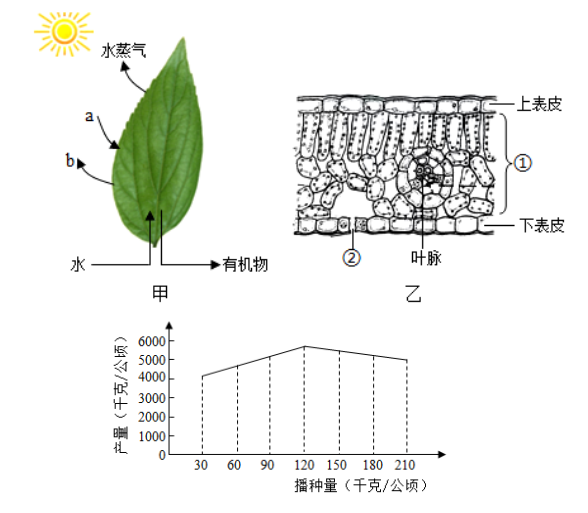 水蒸气
a
b
水
有机物
甲
上表皮
①
下表皮
②
叶脉
乙
产量（千克/公顷）
6000
5000
4000
3000
2000
1000
30 60 90 120 150 180 210
播种量（千克/公顷）